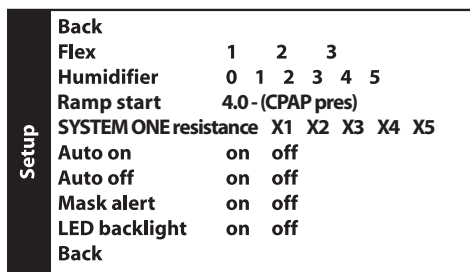 Setup
Back
Flex 1 2 3
Humidifier 0 1 2 3 4 5
Ramp start 4.0 - (CPAP pres)
SYSTEM ONE resistance X1 X2 X3 X4 X5
Auto on on off
Auto off on off
Mask alert on off
LED backlight on off
Back